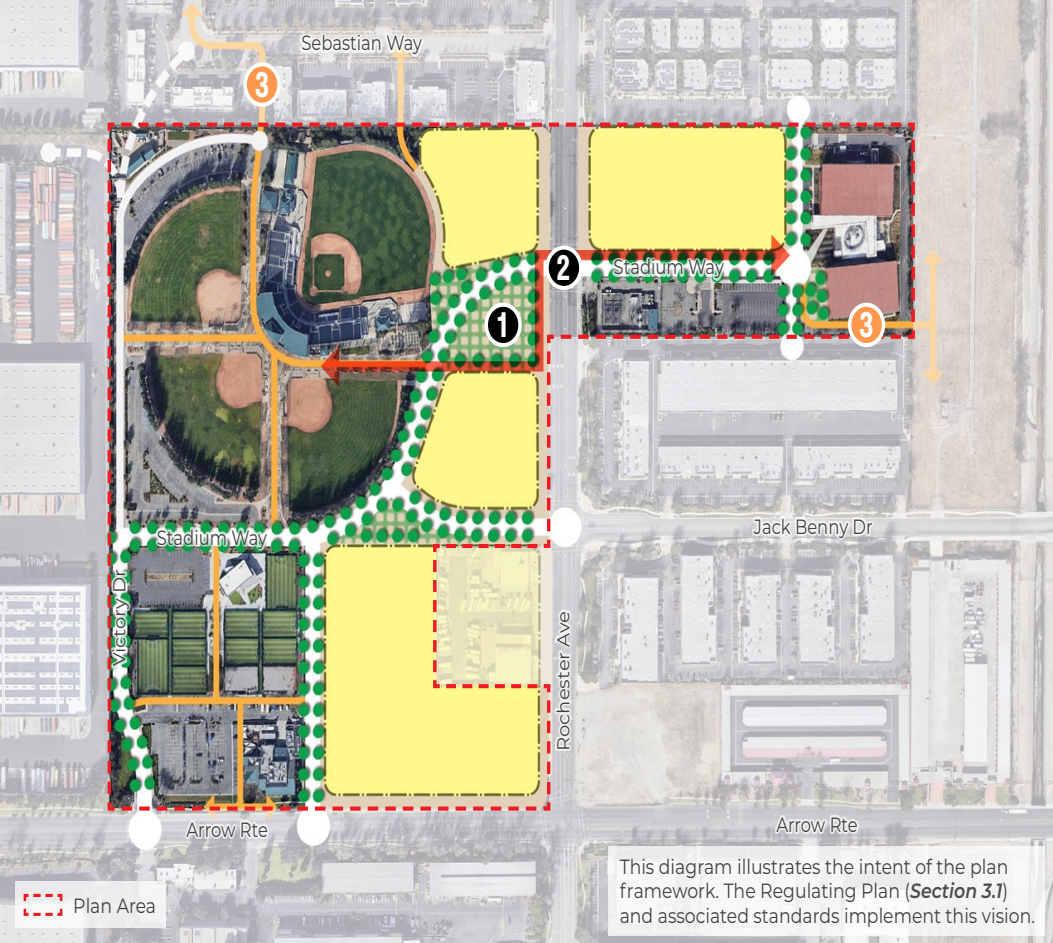 Sebastian Way
3
2
Stadium Way
1
3
Jack Benny Dr
Stadium Way
Victory Dr
Rochester Ave
Arrow Rte
Arrow Rte
This diagram illustrates the intent of the plan
framework. The Regulating Plan (Section 3.1)
and associated standards implement this vision.
Plan Area